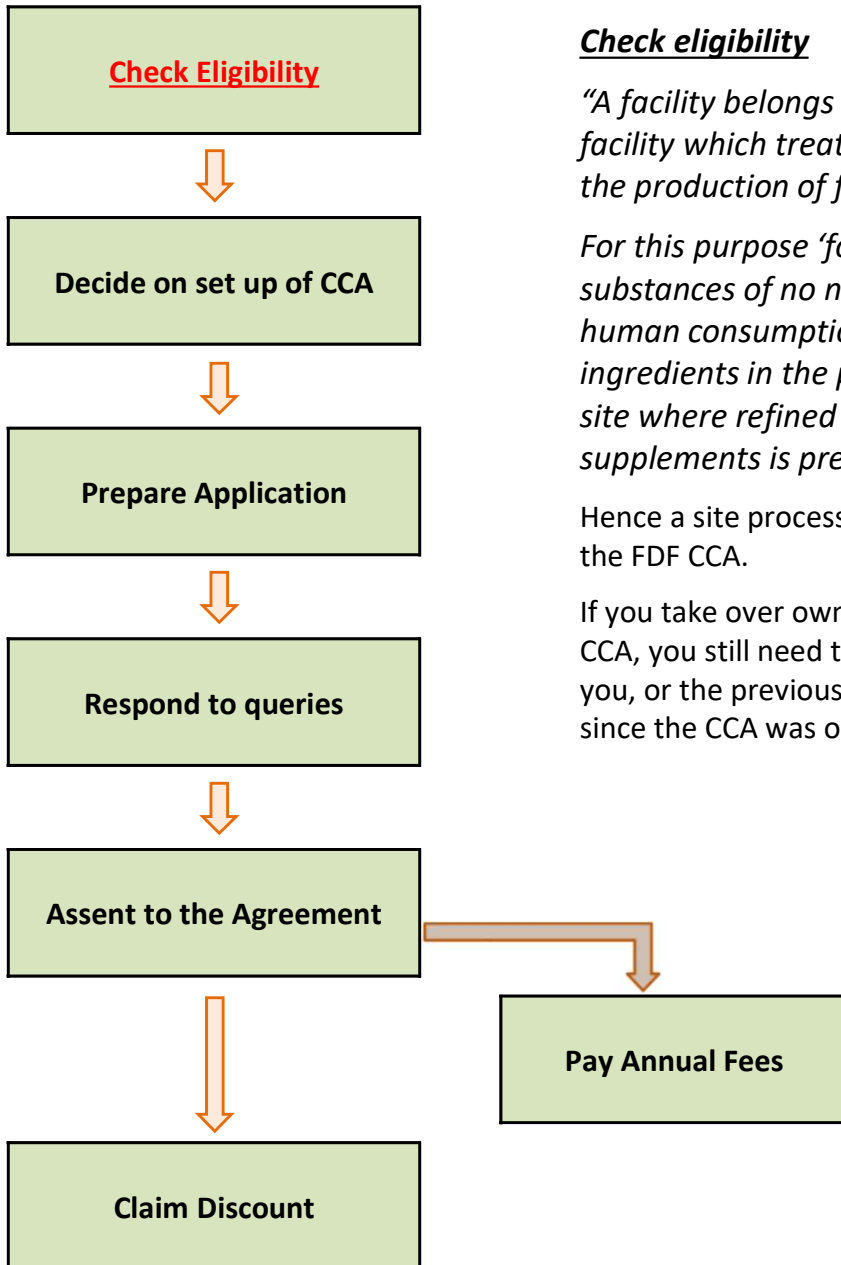 Check Eligibility
Decide on set up of CCA
Prepare Application
Respond to queries
Assent to the Agreement
Pay Annual Fees
Claim Discount
Check eligibility
“A facility belongs
facility which treat
the production of f
For this purpose ‘fo
substances of no n
human consumptio
ingredients in the p
site where refined
supplements is pre
Hence a site process
the FDF CCA.
If you take over own
CCA, you still need t
you, or the previous
since the CCA was o